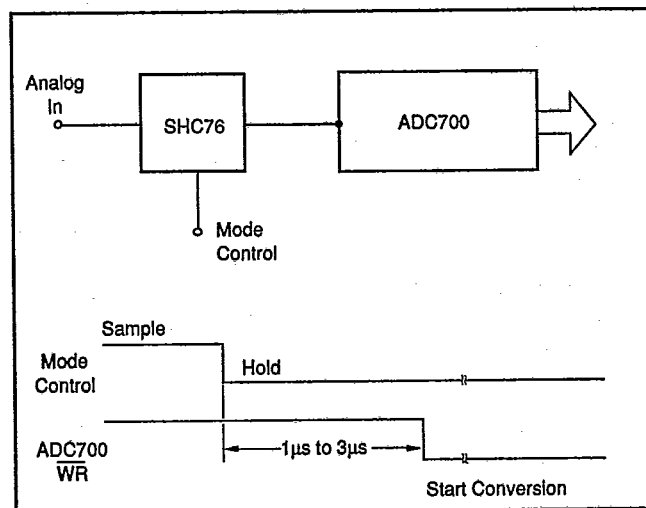 Analog
In
SHC76
ADC700
Mode
Control
Sample
Mode
Control
Hold
ADC700
WR
1µs to 3µs
Start Conversion